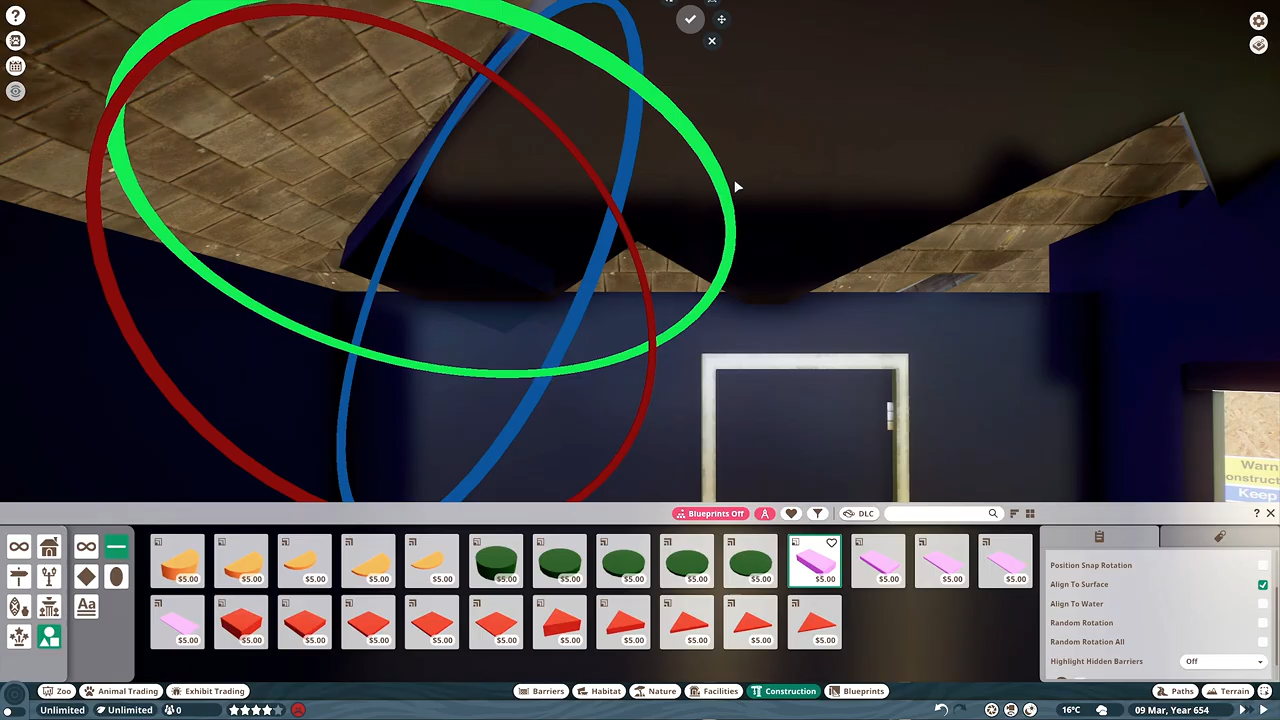 Warn
onstruct
Keep
Blueprints Off
DLC
?
$5.00 $5.00 $5.00 $5.00 $5.00 $5.00 $5.00 $5.00 $5.00 $5.00 $5.00 $5.00 $5.00 $5.00
$5.00 $5.00 $5.00 $5.00 $5.00 $5.00 $5.00 $5.00 $5.00 $5.00 $5.00
Aa
Position Snap Rotation
Align To Surface
Align To Water
Random Rotation
Random Rotation All
Highlight Hidden Barriers Off
Zoo Animal Trading Exhibit Trading Barriers Habitat Nature Facilities Construction Blueprints Paths Terrain
Unlimited Unlimited 0 16°C 09 Mar, Year 654